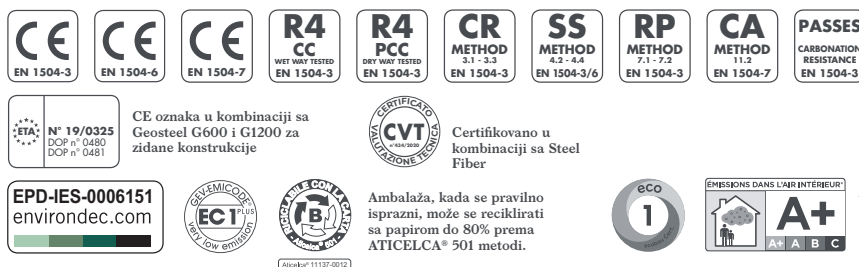 CE
EN 1504-3
CE
EN 1504-6
CE
EN 1504-7
R4
CC
WET WAY TESTED
EN 1504-3
R4
PCC
DRY WAY TESTED
EN 1504-3
CR
METHOD
3.1 - 3.3
EN 1504-3
SS
METHOD
4.2 - 4.4
EN 1504-3/6
RP
METHOD
7.1 - 7.2
EN 1504-3
CA
METHOD
11.2
EN 1504-7
PASSES
CARBONATION
RESISTANCE
EN 1504-3
ETA
N° 19/0325
DOP n° 0480
DOP n° 0481
CE oznaka u kombinaciji sa
Geosteel G600 i G1200 za
zidane konstrukcije
CERTIFICATO
CVT
n°424/2020
VALUTAZIONE TECNICA
Certifikovano u
kombinaciji sa Steel
Fiber
EPD-IES-0006151
environdec.com
GEV-EMICODE
EC 1 PLUS
very low emission
RICICLABILE CON LA CARTA
B
Aticelca® 501
Aticelca® 11137-0012
Ambalaža, kada se pravilno
isprazni, može se reciklirati
sa papirom do 80% prema
ATICELCA® 501 metodi.
eco
1
ÉMISSIONS DANS L'AIR INTÉRIEUR*
A+
A+ A B C